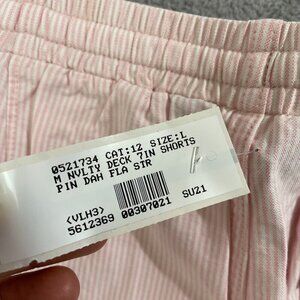 0521734 CAT:12 SIZE:L
M NVLTY DECK 7IN SHORTS
PIN DAH FLA STR
<VLH3>
5612369 00307021 SU21